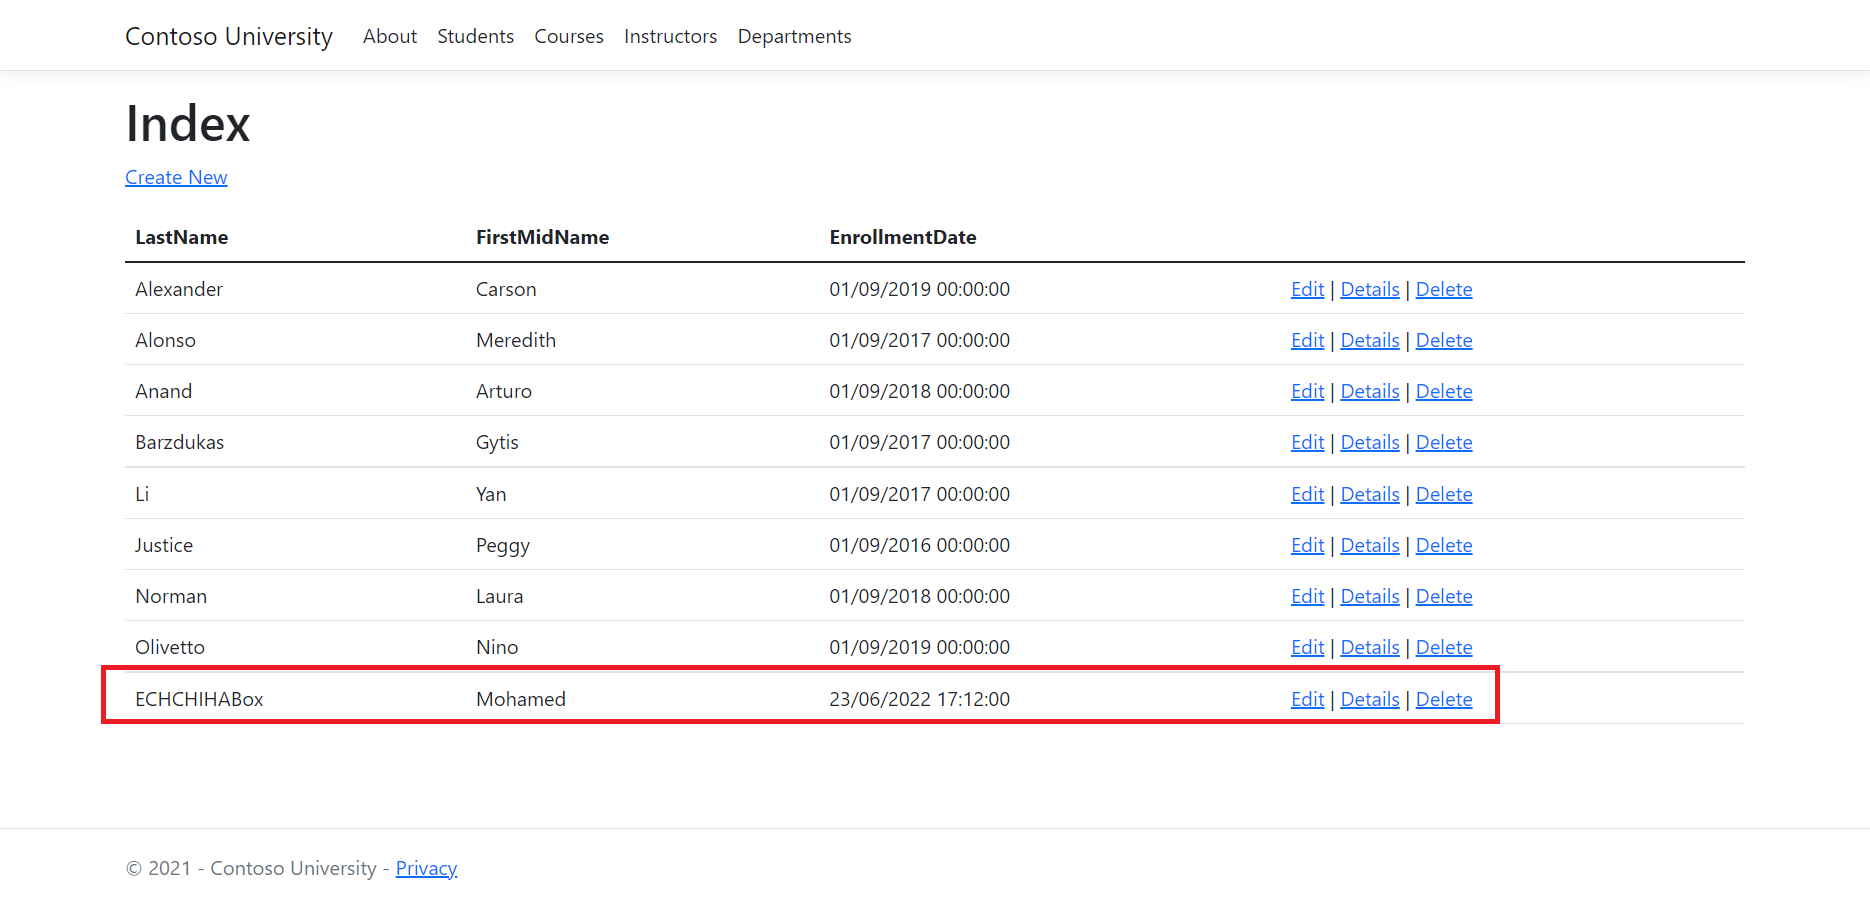 Contoso University About Students Courses Instructors Departments
Index
Create New
LastName FirstMidName EnrollmentDate
Alexander Carson 01/09/2019 00:00:00 Edit | Details | Delete
Alonso Meredith 01/09/2017 00:00:00 Edit | Details | Delete
Anand Arturo 01/09/2018 00:00:00 Edit | Details | Delete
Barzdukas Gytis 01/09/2017 00:00:00 Edit | Details | Delete
Li Yan 01/09/2017 00:00:00 Edit | Details | Delete
Justice Peggy 01/09/2016 00:00:00 Edit | Details | Delete
Norman Laura 01/09/2018 00:00:00 Edit | Details | Delete
Olivetto Nino 01/09/2019 00:00:00 Edit | Details | Delete
ECHCHIHABox Mohamed 23/06/2022 17:12:00 Edit | Details | Delete
© 2021 - Contoso University - Privacy